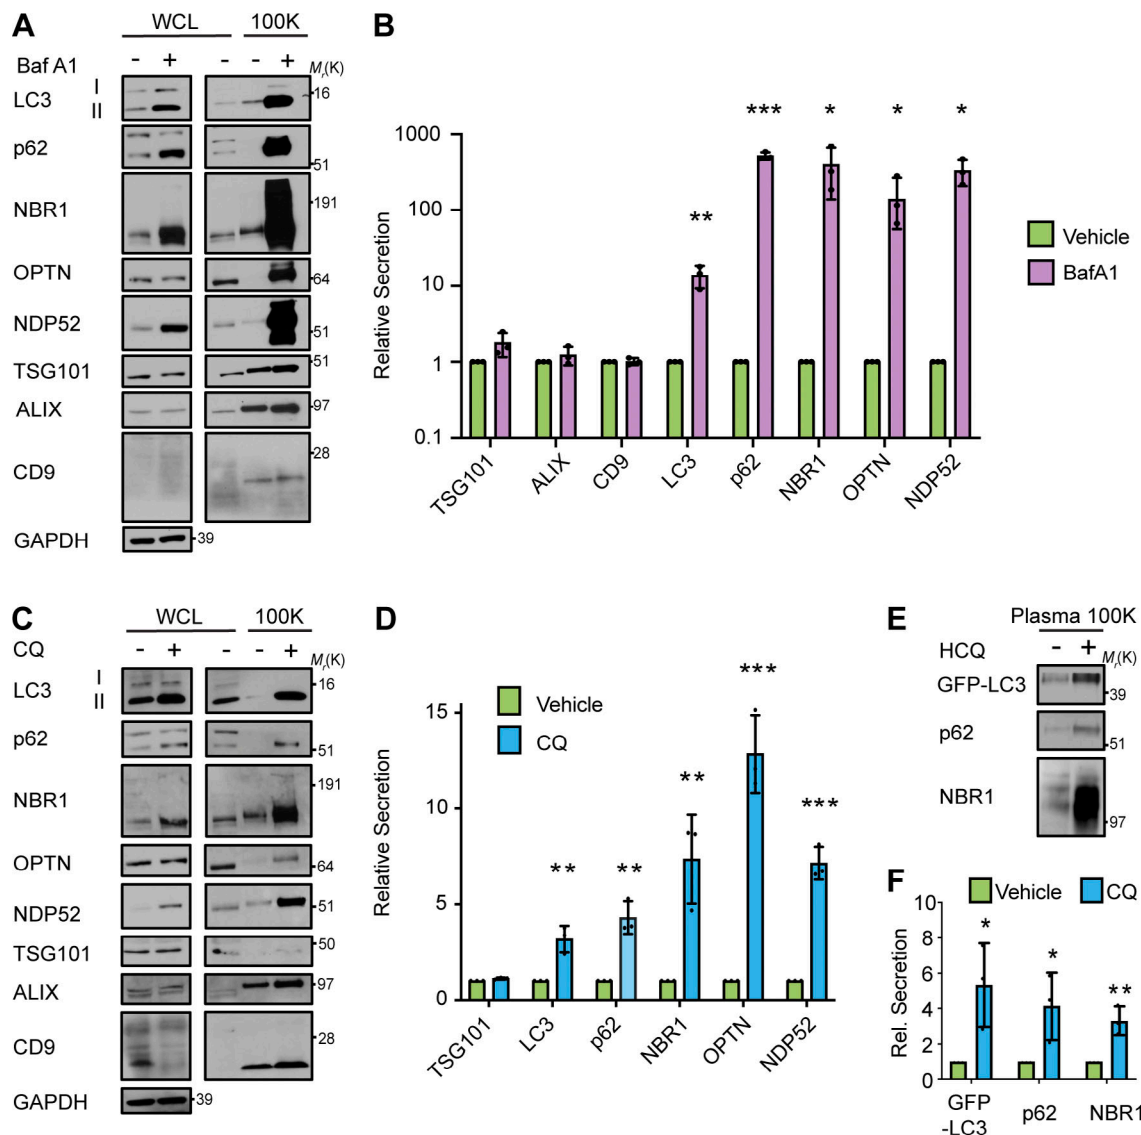 A
WCL 100K
Baf A1 - + - - + Mr(K)
LC3 I II 16
p62 51
NBR1 191
OPTN 64
NDP52 51
TSG101 51
ALIX 97
CD9 28
GAPDH 39
B
*** * * *
**
Relative Secretion
1000
100
10
1
0.1
TSG101 ALIX CD9 LC3 p62 NBR1 OPTN NDP52
Vehicle
BafA1
C
WCL 100K
CQ - + - - + Mr(K)
LC3 I II 16
p62 51
NBR1 191
OPTN 64
NDP52 51
TSG101 50
ALIX 97
CD9 28
GAPDH 39
D
Vehicle
CQ
Relative Secretion
15
10
5
0
** ** ** *** ***
TSG101 LC3 p62 NBR1 OPTN NDP52
E
Plasma 100K
HCQ - + Mr(K)
GFP-LC3 39
p62 51
NBR1 97
F
Vehicle CQ
Rel. Secretion
10
8
6
4
2
0
* * **
GFP
-LC3 p62 NBR1